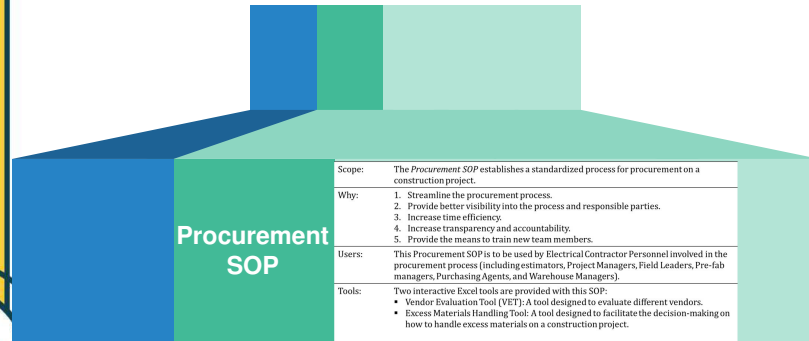 Procurement
SOP
Scope: The Procurement SOP establishes a standardized process for procurement on a
construction project.
Why: 1. Streamline the procurement process.
2. Provide better visibility into the process and responsible parties.
3. Increase time efficiency.
4. Increase transparency and accountability.
5. Provide the means to train new team members.
Users: This Procurement SOP is to be used by Electrical Contractor Personnel involved in the
procurement process (including estimators, Project Managers, Field Leaders, Pre-fab
managers, Purchasing Agents, and Warehouse Managers).
Tools: Two interactive Excel tools are provided with this SOP:
▪ Vendor Evaluation Tool (VET): A tool designed to evaluate different vendors.
▪ Excess Materials Handling Tool: A tool designed to facilitate the decision-making on
how to handle excess materials on a construction project.